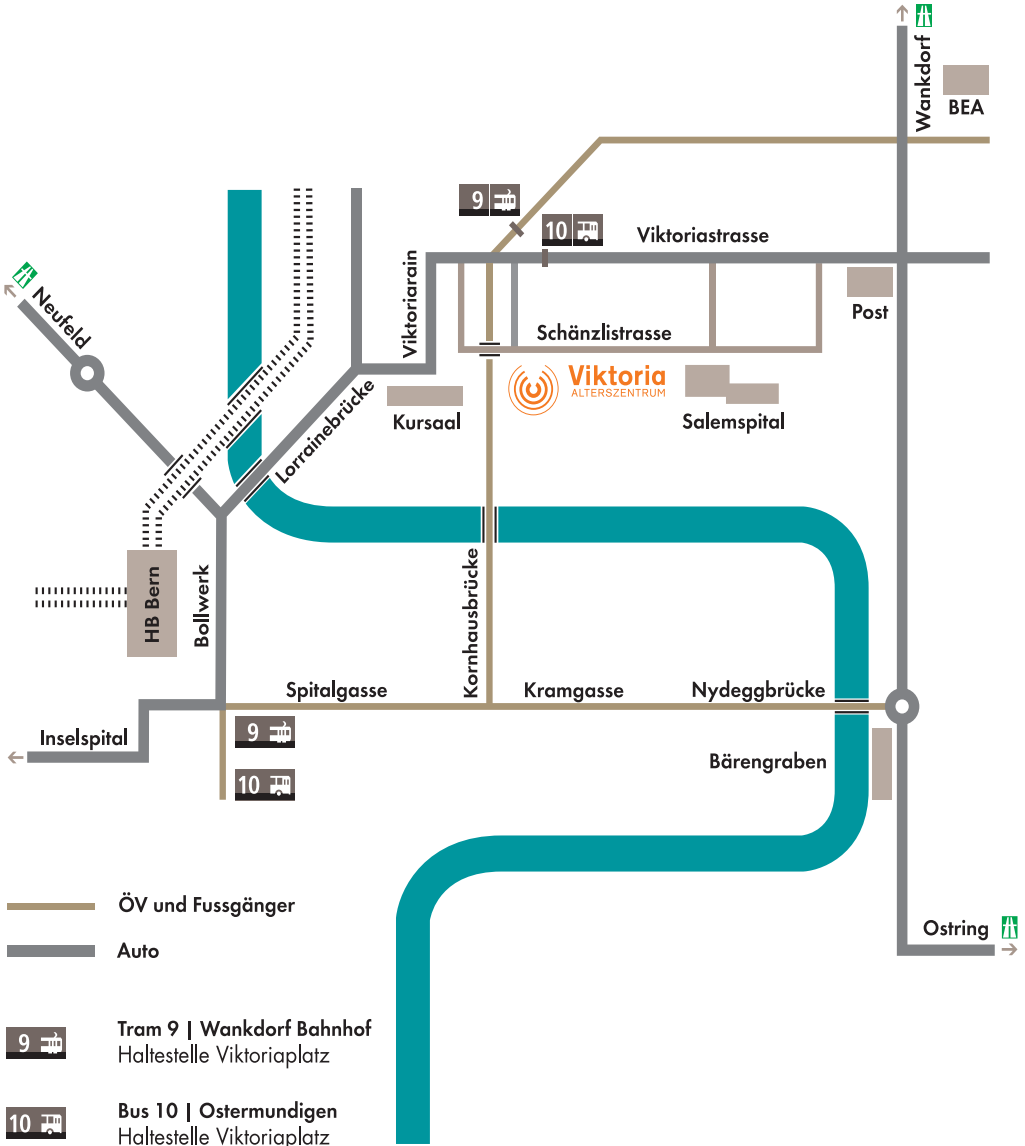 Wankdorf
BEA
9
10
Viktoriastrasse
Neufeld
Viktoriarain
Post
Schänzlistrasse
Viktoria
ALTERSZENTRUM
Lorrainebrücke
Kursaal
Salemspital
HB Bern
Bollwerk
Kornhausbrücke
Spitalgasse
Kramgasse
Nydeggbrücke
9
Inselspital
10
Bärengraben
ÖV und Fussgänger
Ostring
Auto
9
Tram 9 | Wankdorf Bahnhof
Haltestelle Viktoriaplatz
10
Bus 10 | Ostermundigen
Haltestelle Viktoriaplatz